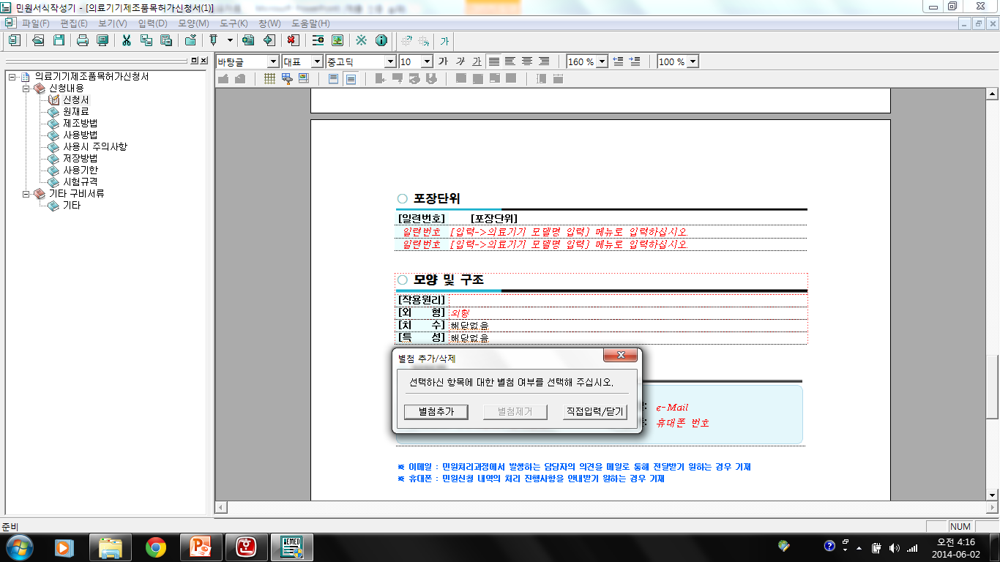 민원서식작성기 - [의료기기제조품목허가신청서(1)]
파일(F) 편집(E) 보기(V) 입력(D) 모양(M) 도구(K) 창(W) 도움말(H)
가
바탕글 대표 중고딕 10 가 가 가 160 % 100 %
의료기기제조품목허가신청서
신청내용
신청서
원재료
제조방법
사용방법
사용시 주의사항
저장방법
사용기한
시험규격
기타 구비서류
기타
○ 포장단위
[일련번호] [포장단위]
일련번호 [입력->의료기기 모델명 입력] 메뉴로 입력하십시오.
일련번호 [입력->의료기기 모델명 입력] 메뉴로 입력하십시오.
○ 모양 및 구조
[작용원리]
[외 형] 외형
[치 수] 해당없음
[특 성] 해당없음
별첨 추가/삭제
선택하신 항목에 대한 별첨 여부를 선택해 주십시오.
별첨추가 별첨제거 직접입력/닫기
: e-Mail
: 휴대폰 번호
※ 이메일 : 민원처리과정에서 발생하는 담당자의 의견을 메일로 통해 전달받기 원하는 경우 기재
※ 휴대폰 : 민원신청 내역의 처리 진행사항을 안내받기 원하는 경우 기재
준비 NUM
오전 4:16
2014-06-02